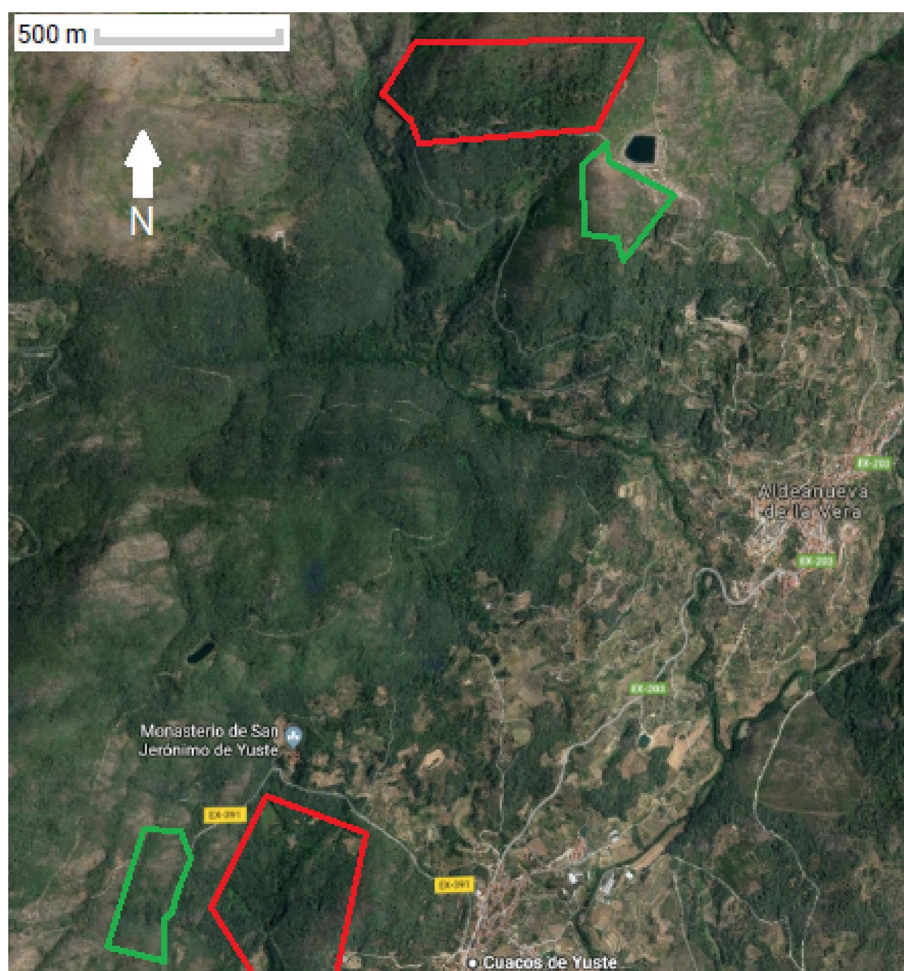 500 m
N
EX-203
Aldeanueva
de la Vera
EX-203
EX-203
Monasterio de San
Jerónimo de Yuste
EX-391
EX-391
Cuacos de Yuste